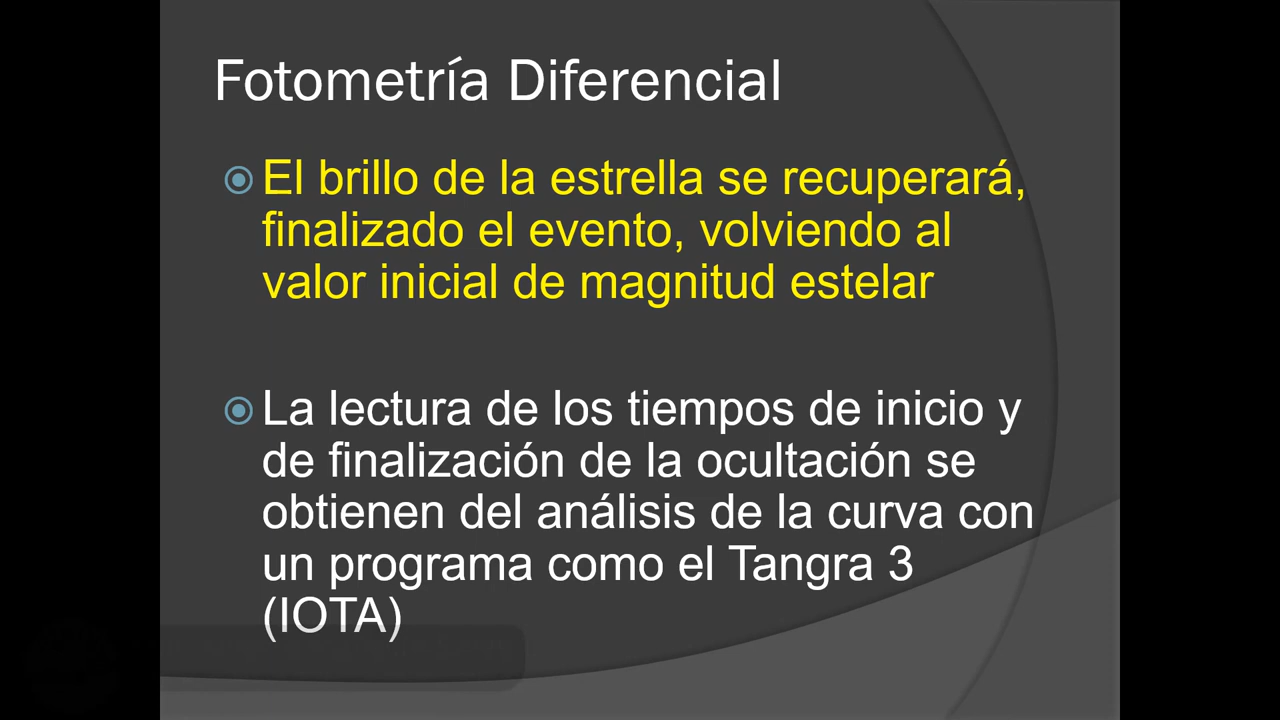 Fotometría Diferencial
El brillo de la estrella se recuperará,
finalizado el evento, volviendo al
valor inicial de magnitud estelar
La lectura de los tiempos de inicio y
de finalización de la ocultación se
obtienen del análisis de la curva con
un programa como el Tangra 3
(IOTA)